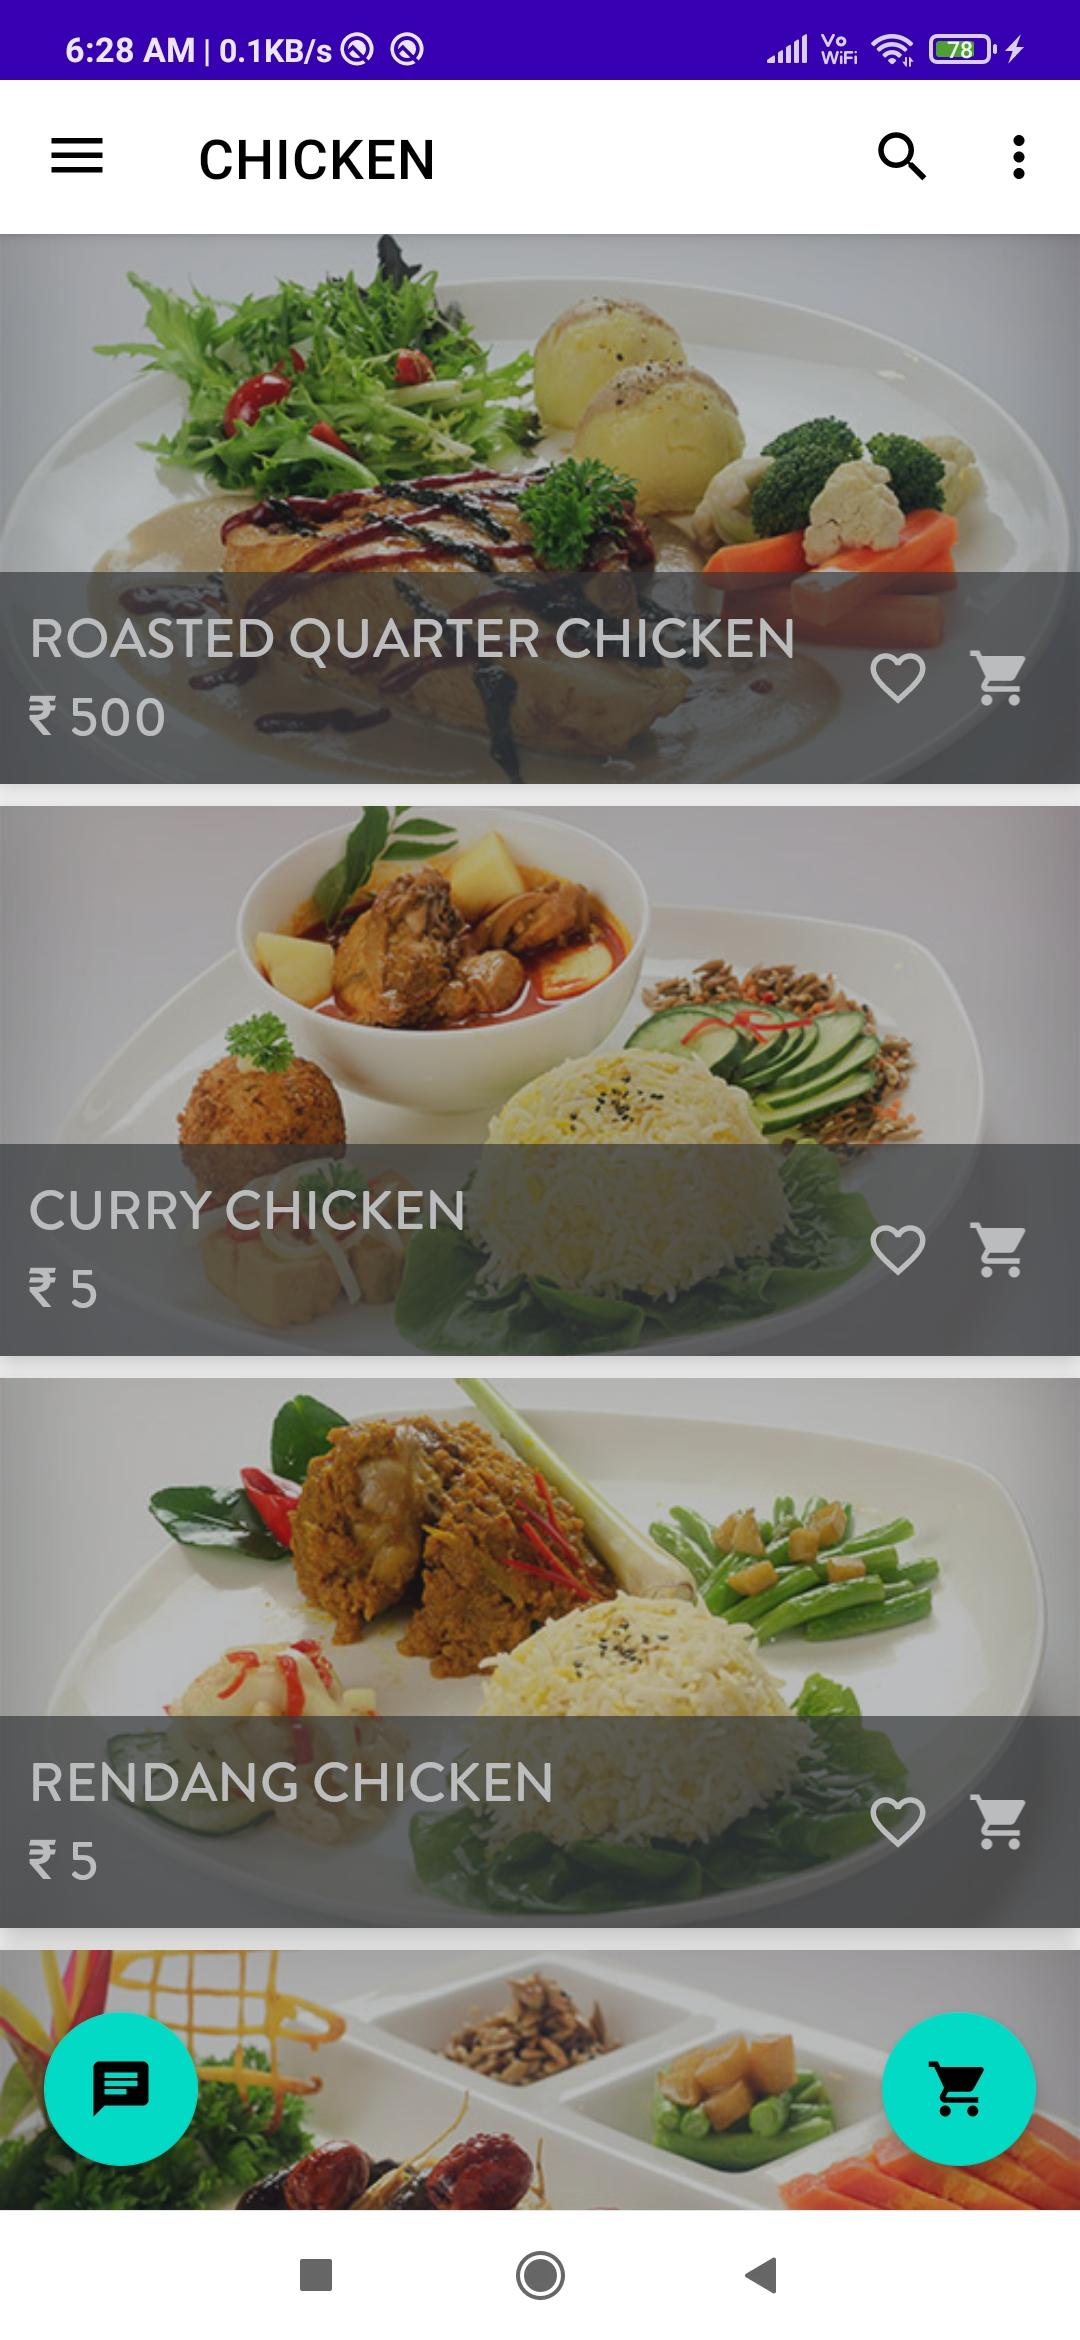 6:28 AM | 0.1KB/s
Vo
WiFi
78
CHICKEN
ROASTED QUARTER CHICKEN
₹ 500
CURRY CHICKEN
₹ 5
RENDANG CHICKEN
₹ 5